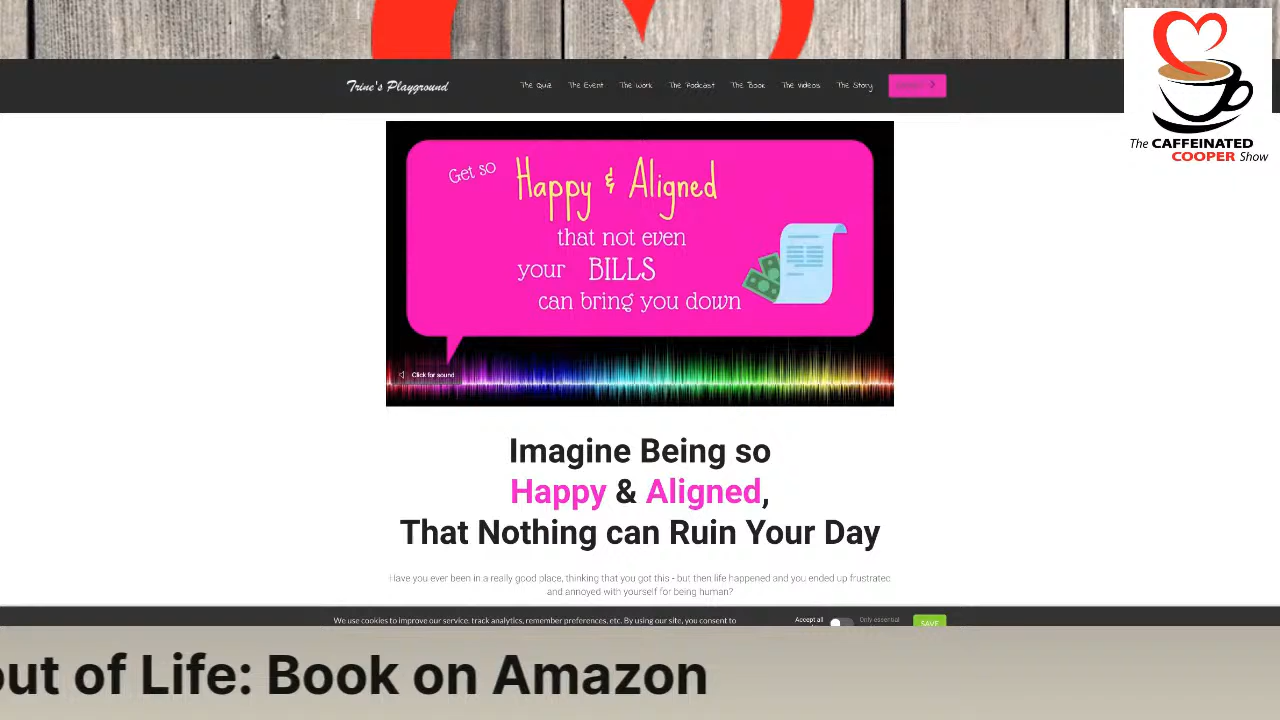 Trine's Playground
The Quiz The Event The Work The Podcast The Book The Videos The Story
The CAFFEINATED
COOPER Show
Get so Happy & Aligned
that not even
your BILLS
can bring you down
Click for sound
Imagine Being so
Happy & Aligned,
That Nothing can Ruin Your Day
Have you ever been in a really good place, thinking that you got this - but then life happened and you ended up frustrated
and annoyed with yourself for being human?
We use cookies to improve our service, track analytics, remember preferences, etc. By using our site, you consent to
Accept all Only essential SAVE
out of Life: Book on Amazon